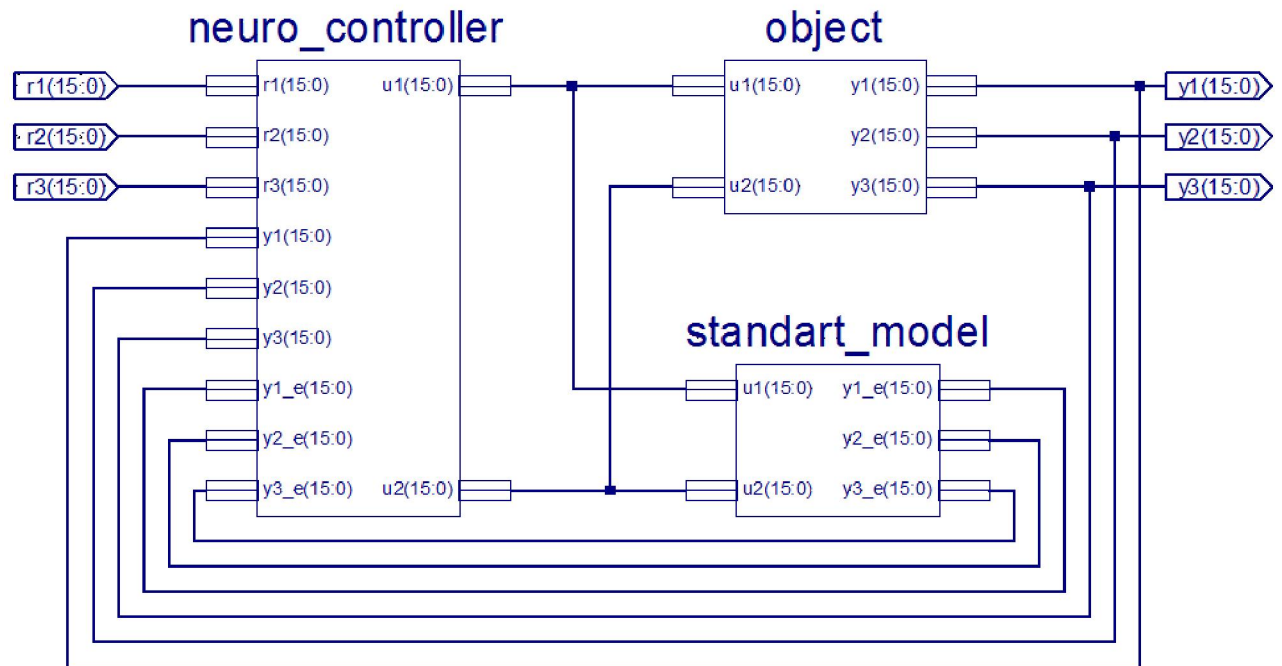 neuro_controller
object
r1(15:0)
r1(15:0)
u1(15:0)
u1(15:0)
y1(15:0)
y1(15:0)
r2(15:0)
r2(15:0)
y2(15:0)
y2(15:0)
r3(15:0)
r3(15:0)
u2(15:0)
y3(15:0)
y3(15:0)
y1(15:0)
y2(15:0)
y3(15:0)
standart_model
y1_e(15:0)
u1(15:0)
y1_e(15:0)
y2_e(15:0)
y2_e(15:0)
y3_e(15:0)
u2(15:0)
u2(15:0)
y3_e(15:0)